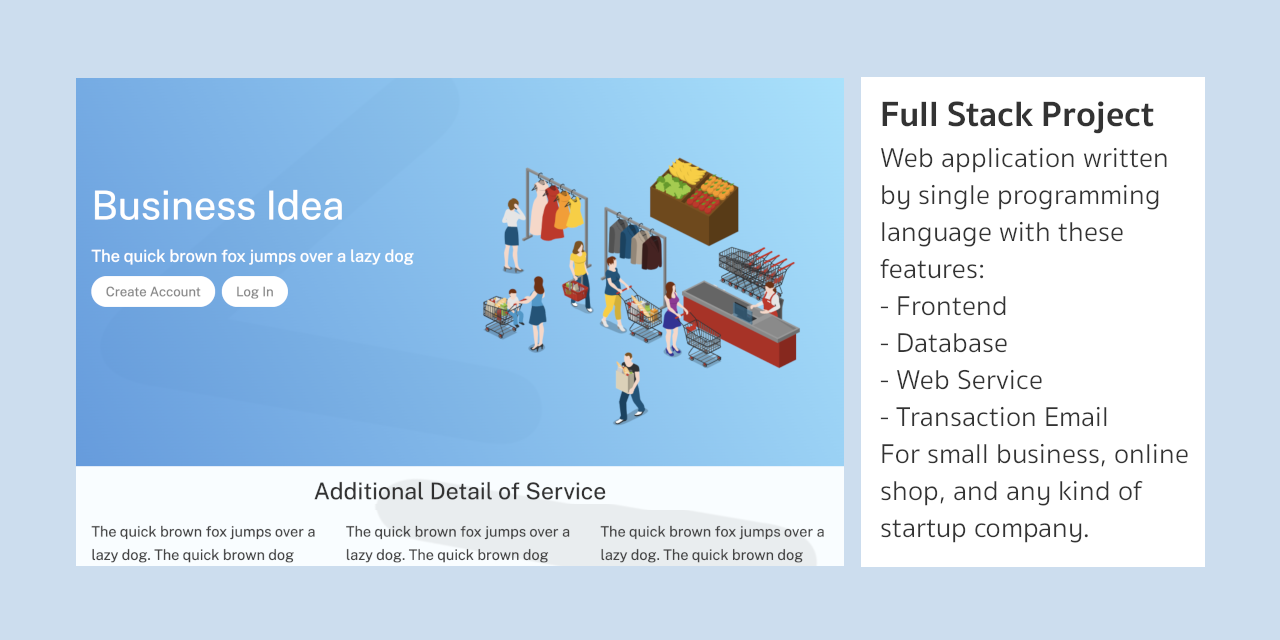 Business Idea
The quick brown fox jumps over a lazy dog
Create Account
Log In
Additional Detail of Service
The quick brown fox jumps over a
lazy dog. The quick brown dog
The quick brown fox jumps over a
lazy dog. The quick brown dog
The quick brown fox jumps over a
lazy dog. The quick brown dog
Full Stack Project
Web application written
by single programming
language with these
features:
- Frontend
- Database
- Web Service
- Transaction Email
For small business, online
shop, and any kind of
startup company.